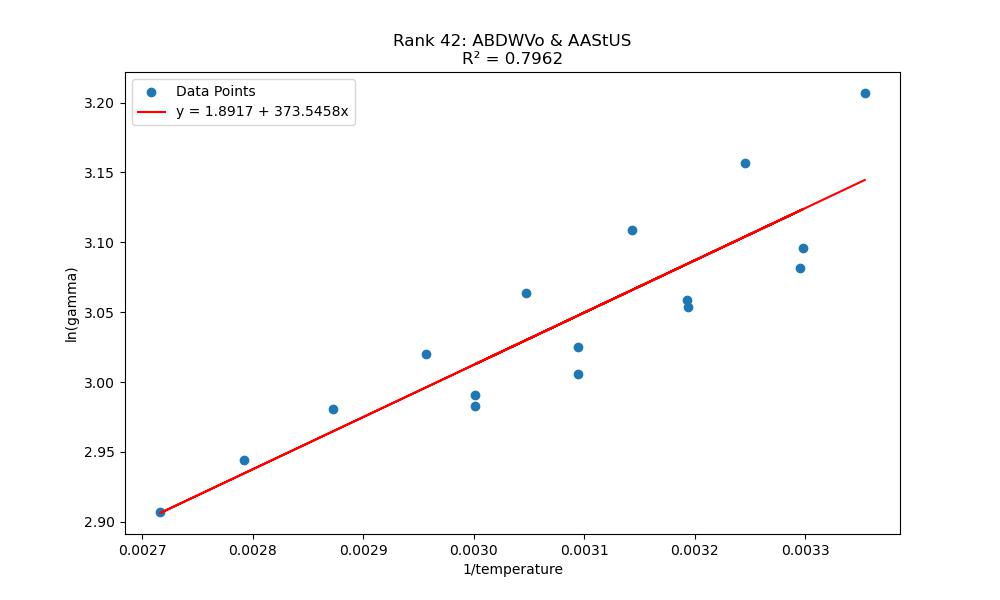 Rank 42: ABDWVo & AAStUS
R² = 0.7962
Data Points
y = 1.8917 + 373.5458x
3.20
3.15
3.10
3.05
3.00
2.95
2.90
ln(gamma)
0.0027 0.0028 0.0029 0.0030 0.0031 0.0032 0.0033
1/temperature